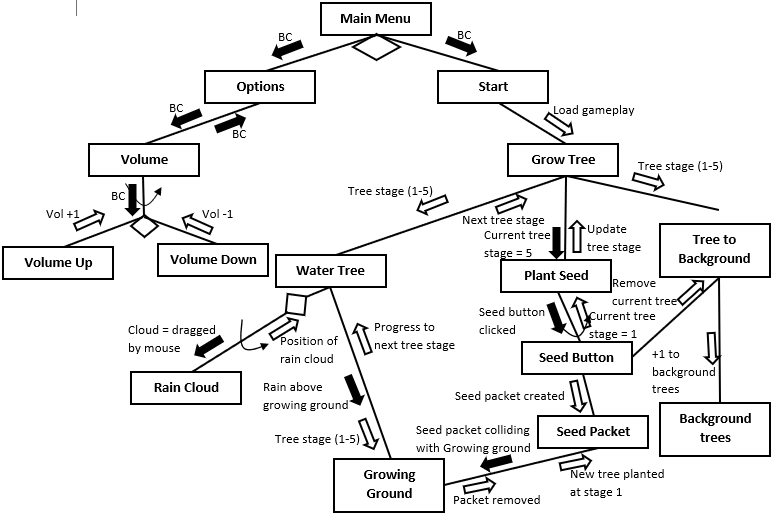 Main Menu
BC
BC
Options
Start
BC
BC
Load gameplay
Volume
Grow Tree
Tree stage (1-5)
Tree stage (1-5)
BC
Vol +1
Vol -1
Next tree stage
Current tree
stage = 5
Update
tree stage
Volume Up
Volume Down
Water Tree
Plant Seed
Tree to
Background
Remove
current tree
Seed button
clicked
Current tree
stage = 1
Cloud = dragged
by mouse
Position of
rain cloud
Progress to
next tree stage
Seed Button
+1 to
background
trees
Rain Cloud
Rain above
growing ground
Seed packet created
Tree stage (1-5)
Seed packet colliding
with Growing ground
Seed Packet
Background
trees
Growing
Ground
Packet removed
New tree planted
at stage 1